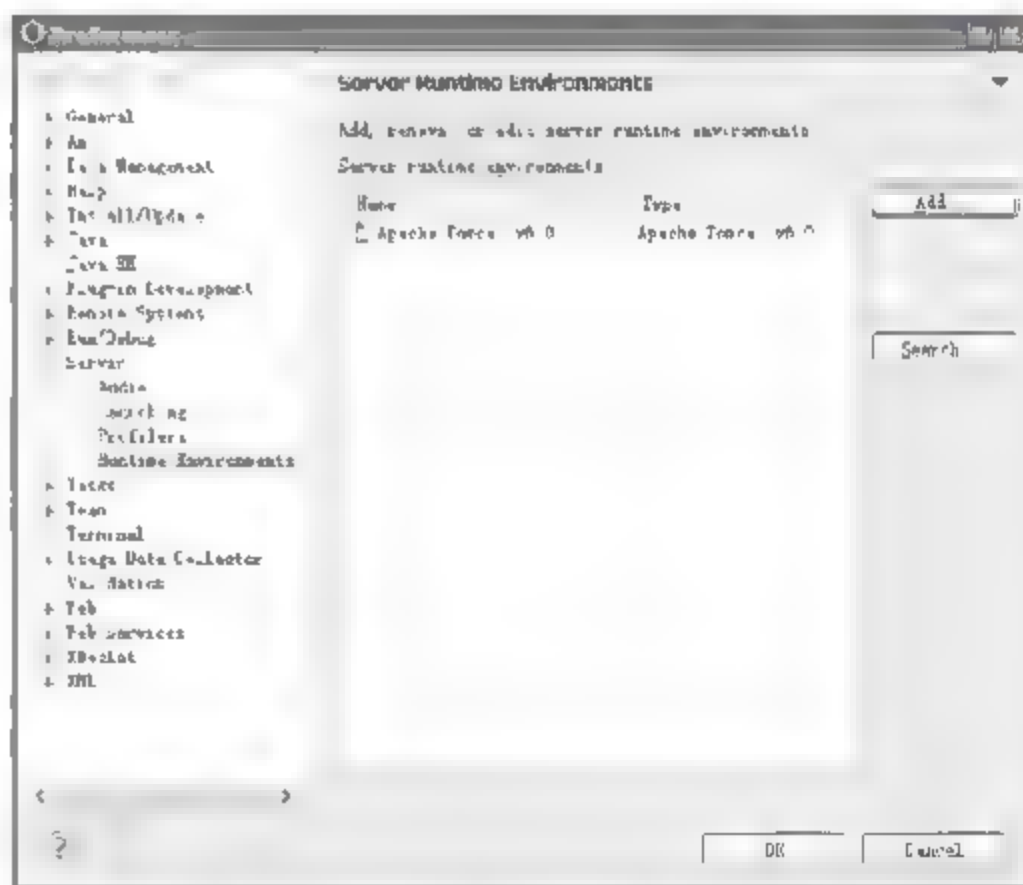 Preferences
General
Ant
Data Management
Help
Install/Update
Java
Java EE
Plug-in Development
Remote Systems
Run/Debug
Server
Audio
Launching
Profilers
Runtime Environments
Tasks
Team
Terminal
Usage Data Collector
Validation
Web
Web Services
XDoclet
XML
Server Runtime Environments
Add, remove, or edit server runtime environments
Server runtime environments
Name Type
Apache Tomcat v6.0 Apache Tomcat v6.0
Add
Search
OK Cancel